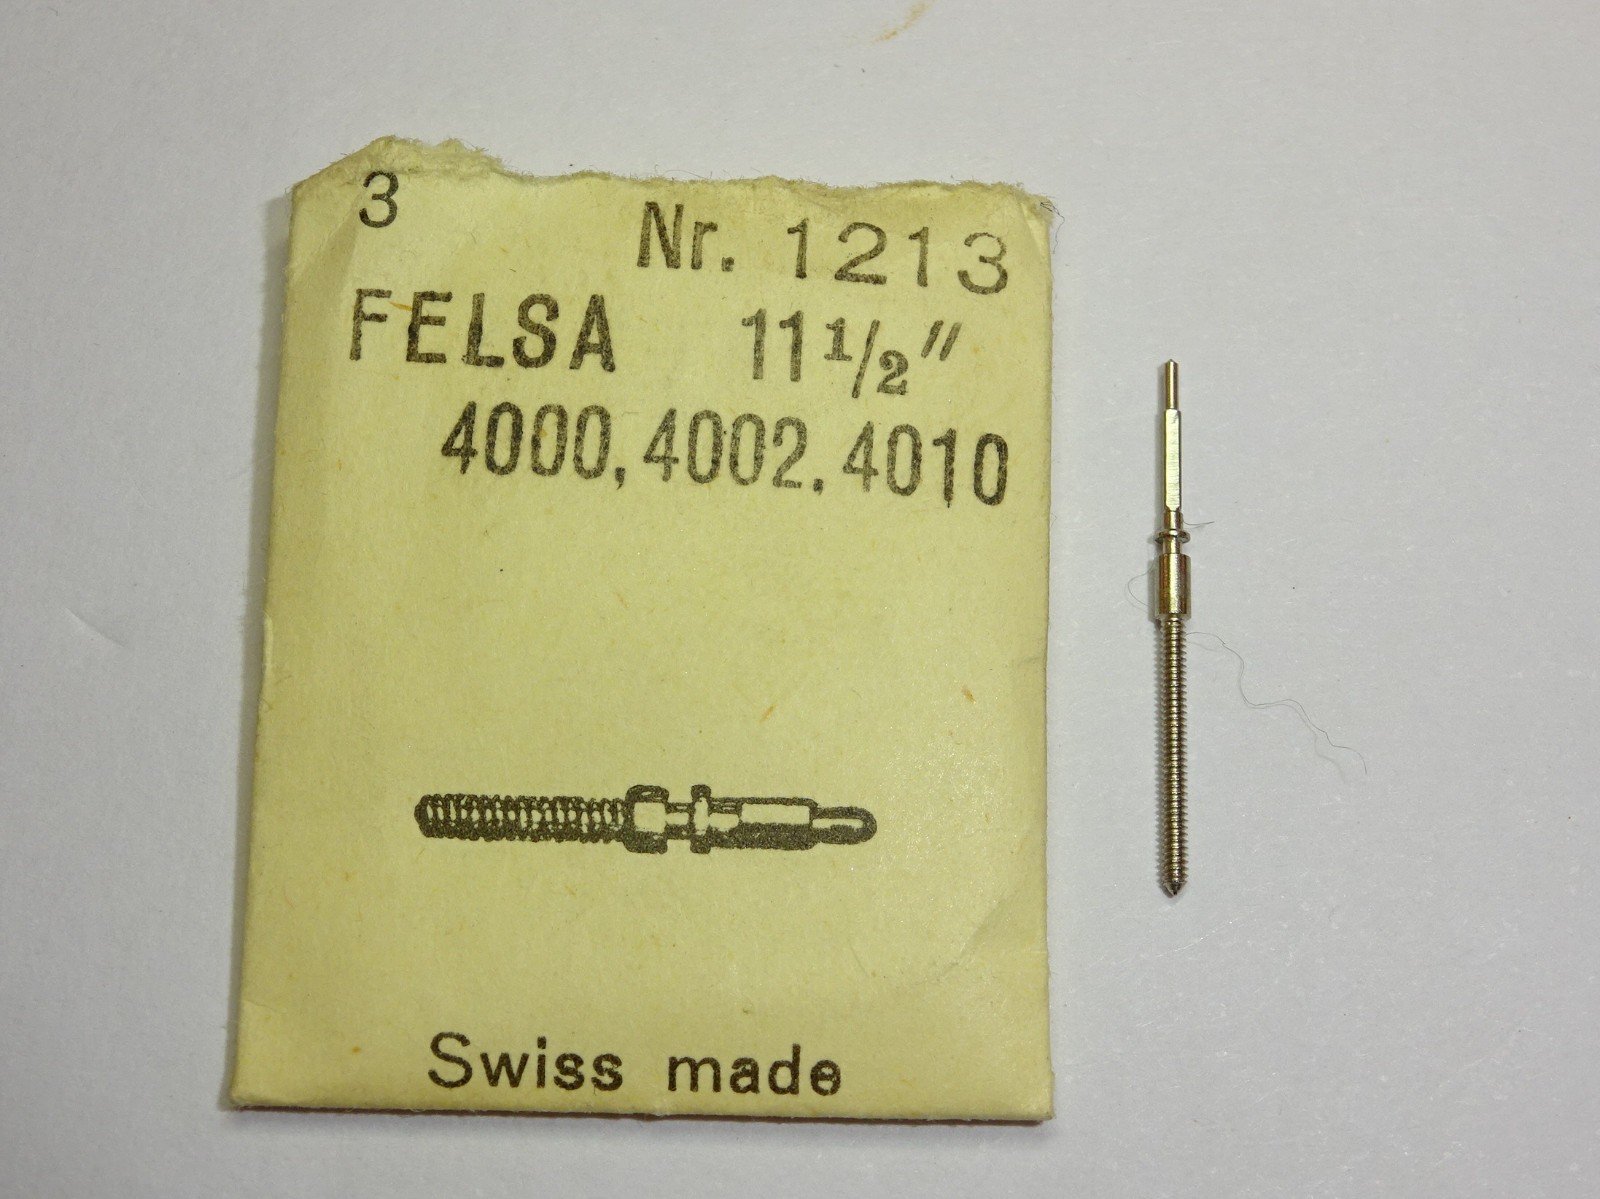 3
Nr. 1213
FELSA 11 1/2"
4000, 4002. 4010
Swiss made